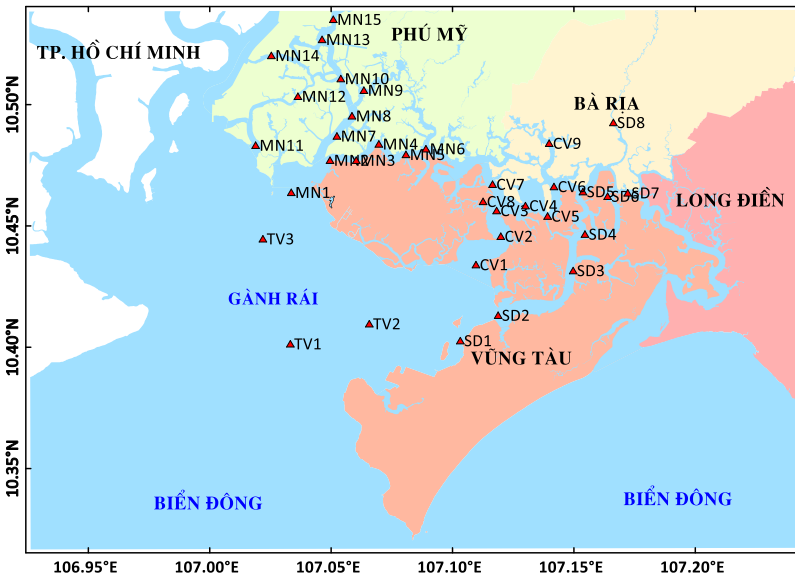 MN15
PHÚ MỸ
MN13
TP. HỒ CHÍ MINH
MN14
MN10
MN9
MN12
10.50°N
BÀ RỊA
MN8
SD8
MN7
MN11
MN4
CV9
MN6
MN5
MN2
MN3
CV7
CV6
MN1
SD5
SD7
SD6
LONG ĐIỀN
CV8
CV4
CV3
CV5
10.45°N
TV3
CV2
SD4
CV1
SD3
GÀNH RÁI
SD2
TV2
10.40°N
TV1
SD1
VŨNG TÀU
10.35°N
BIỂN ĐÔNG
BIỂN ĐÔNG
106.95°E
107.00°E
107.05°E
107.10°E
107.15°E
107.20°E